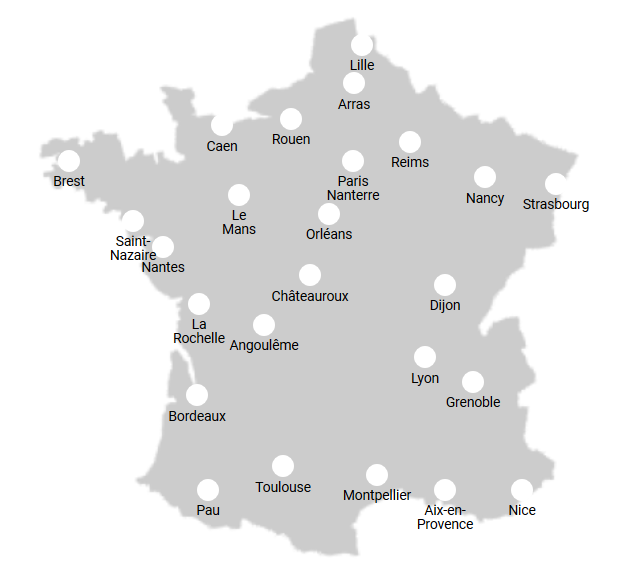 Lille
Arras
Rouen
Caen
Reims
Brest
Paris
Nanterre
Nancy
Strasbourg
Le
Mans
Orléans
Saint-
Nazaire
Nantes
Châteauroux
Dijon
La
Rochelle
Angoulême
Lyon
Grenoble
Bordeaux
Toulouse
Montpellier
Pau
Aix-en-
Provence
Nice